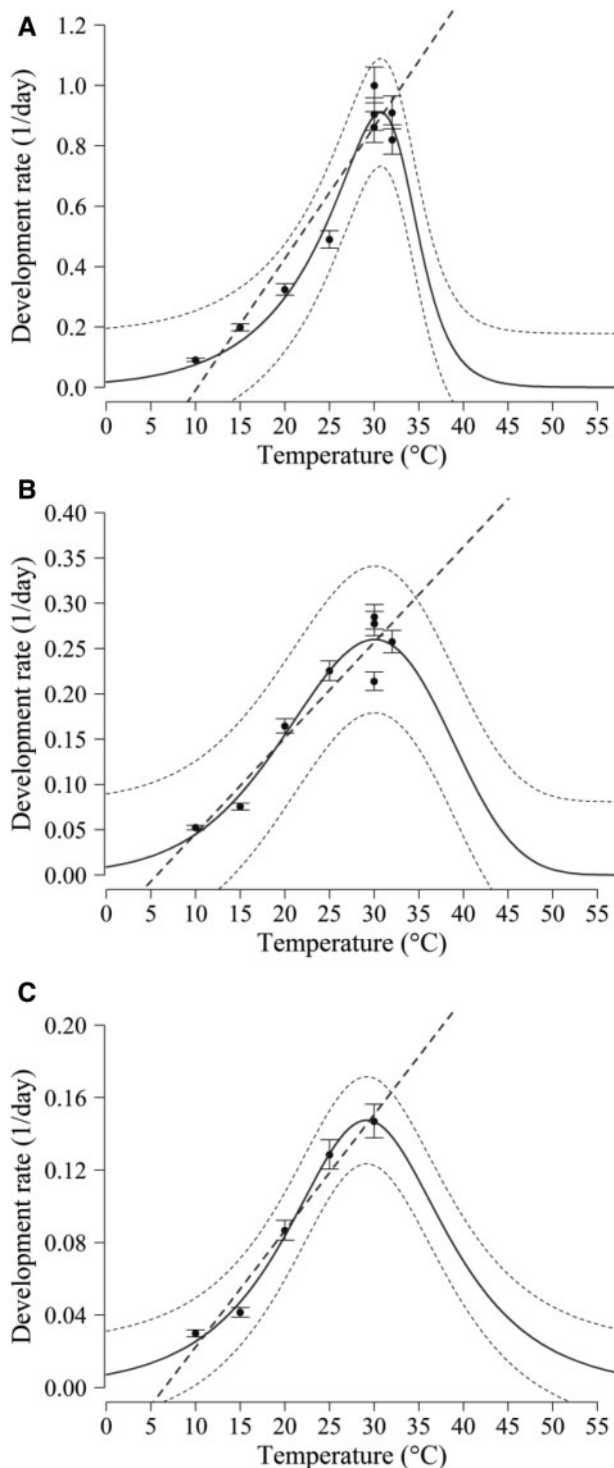 A
1.2
1.0
0.8
0.6
0.4
0.2
0.0
Development rate (1/day)
0 5 10 15 20 25 30 35 40 45 50 55
Temperature (°C)
B
0.40
0.35
0.30
0.25
0.20
0.15
0.10
0.05
0.00
Development rate (1/day)
0 5 10 15 20 25 30 35 40 45 50 55
Temperature (°C)
C
0.20
0.16
0.12
0.08
0.04
0.00
Development rate (1/day)
0 5 10 15 20 25 30 35 40 45 50 55
Temperature (°C)